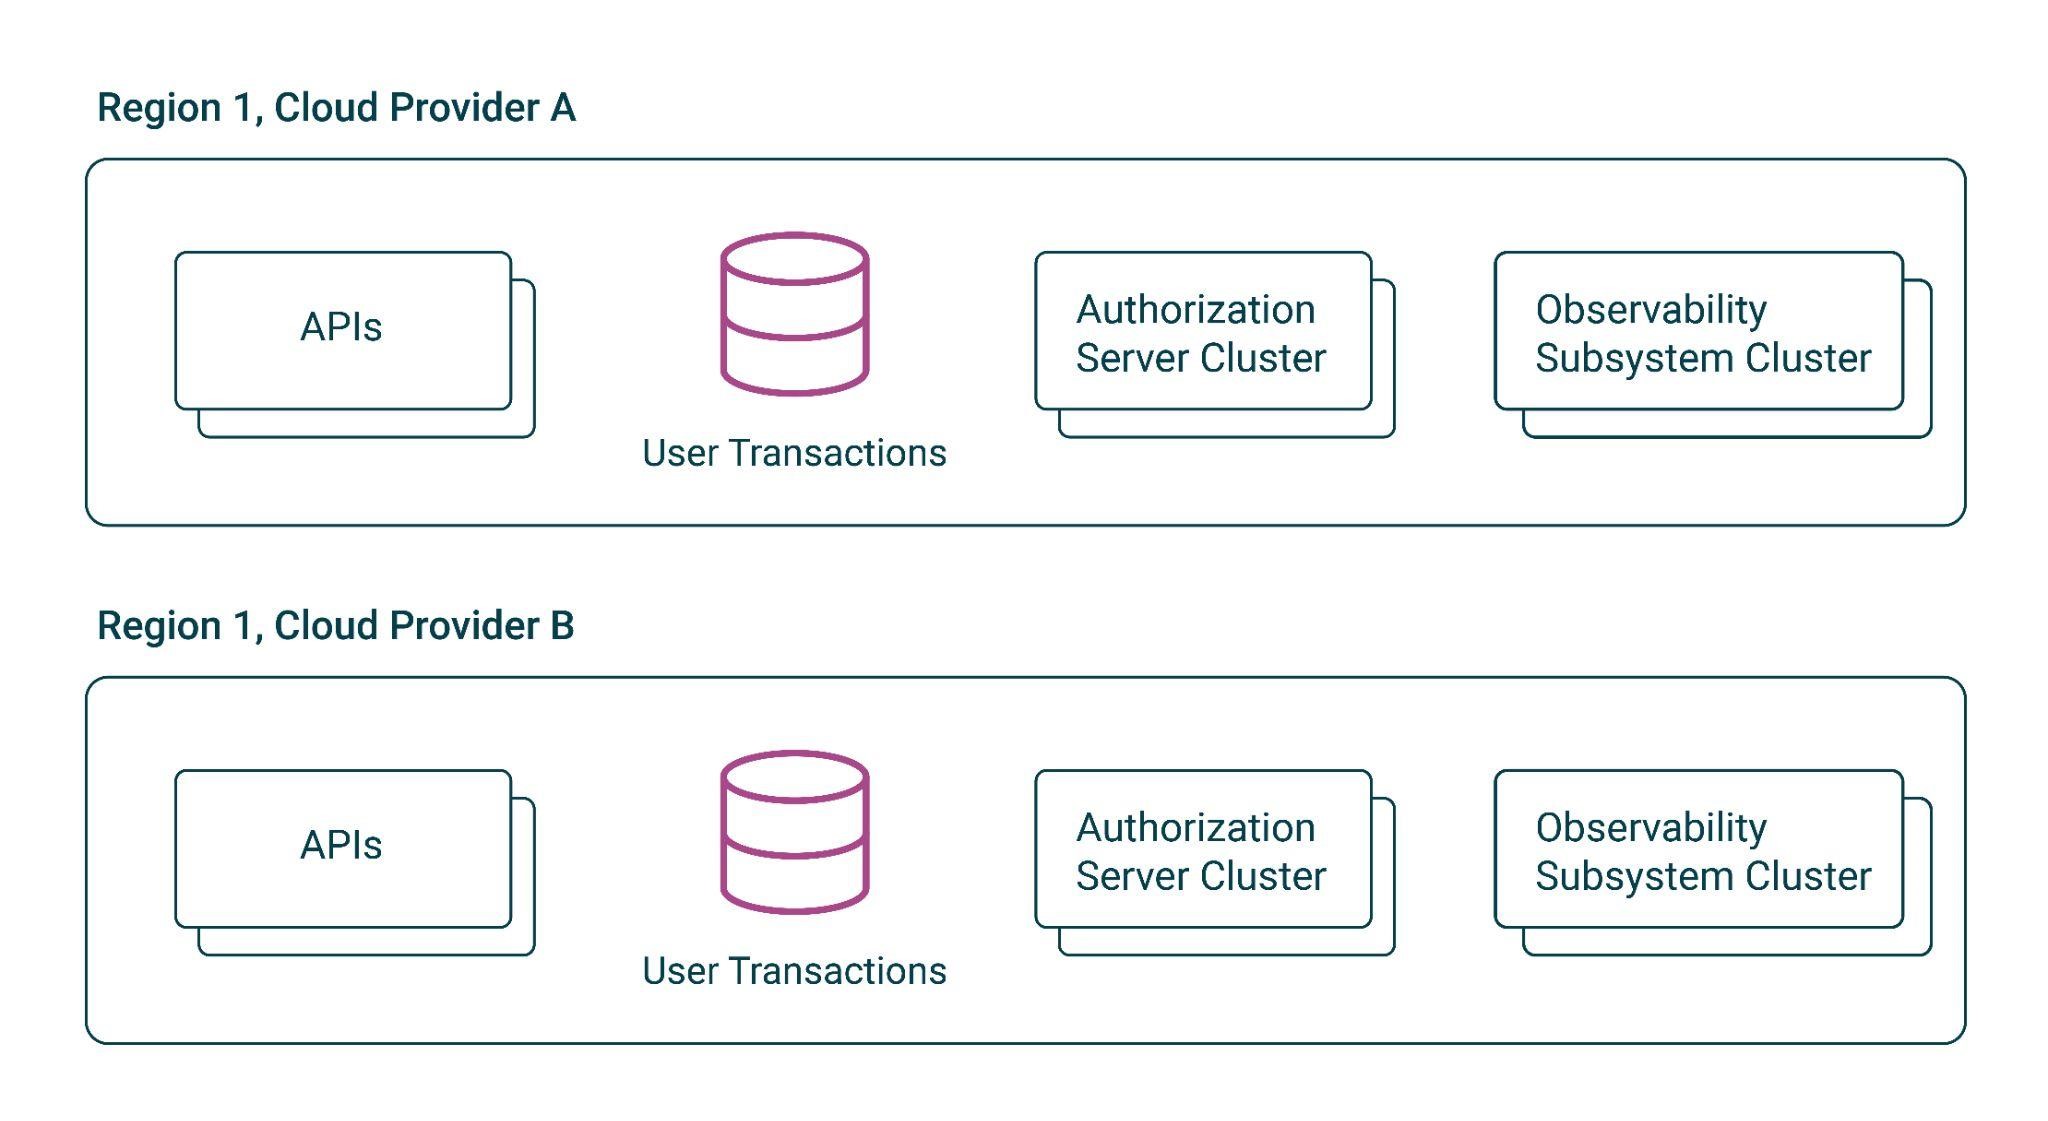 Region 1, Cloud Provider A
APIs
User Transactions
Authorization
Server Cluster
Observability
Subsystem Cluster
Region 1, Cloud Provider B
APIs
User Transactions
Authorization
Server Cluster
Observability
Subsystem Cluster